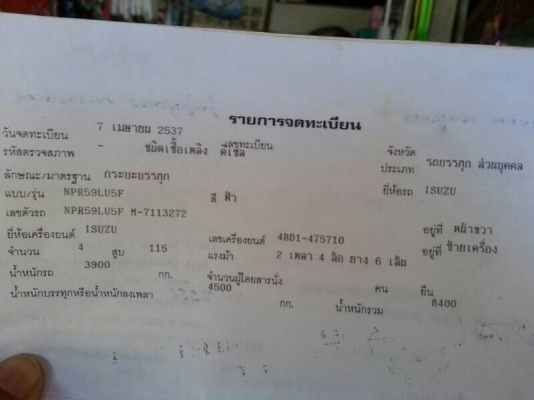 รายการจดทะเบียน
วันจดทะเบียน 7 เมษายน 2537 เลขทะเบียน จังหวัด
รหัสตรวจสภาพ - ชนิดเชื้อเพลิง ดีเซล ประเภท รถบรรทุก ส่วนบุคคล
ลักษณะ/มาตรฐาน กระบะบรรทุก ยี่ห้อรถ ISUZU
แบบ/รุ่น NPR59LU5F สี ฟ้า
เลขตัวรถ NPR59LU5F M-7113272 อยู่ที่ หน้าขวา
ยี่ห้อเครื่องยนต์ ISUZU เลขเครื่องยนต์ 4BD1-475710 อยู่ที่ ซ้ายเครื่อง
จำนวน 4 สูบ 115 แรงม้า 2 เพลา 4 ล้อ ยาง 6 เส้น
น้ำหนักรถ 3900 กก. จำนวนผู้โดยสารนั่ง คน ยืน
น้ำหนักบรรทุกหรือน้ำหนักลงเพลา 4500 กก. น้ำหนักรวม 8400